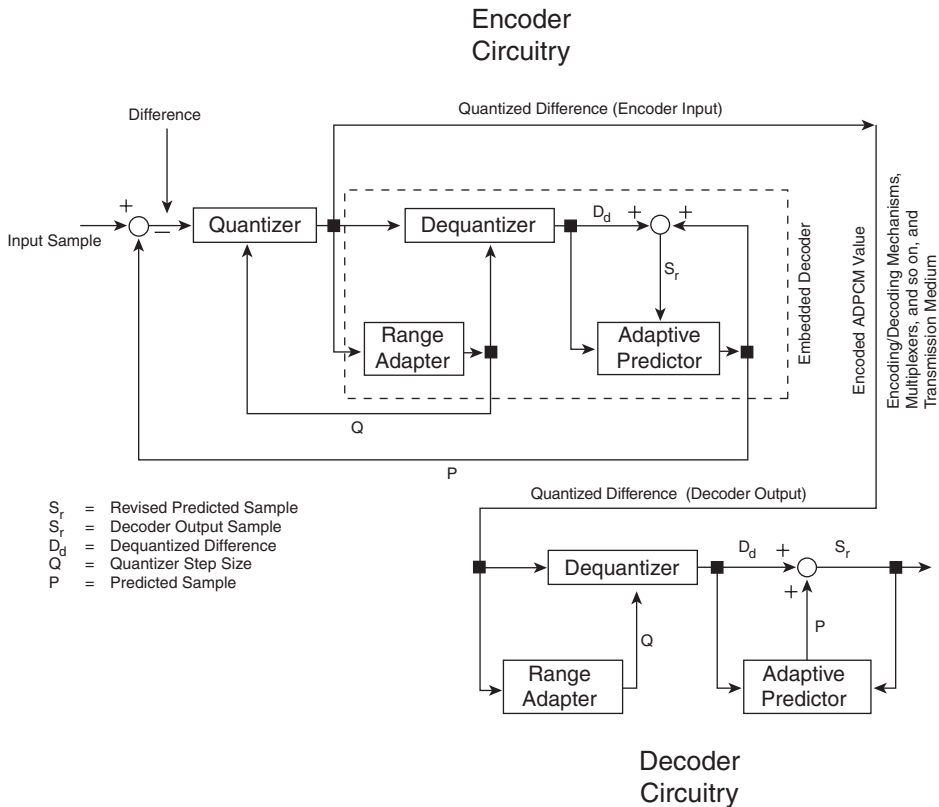 Encoder
Circuitry
Quantized Difference (Encoder Input)
Difference
+
−
Input Sample
Quantizer
Dequantizer
D_d
+
+
S_r
Range
Adapter
Adaptive
Predictor
Embedded Decoder
Encoded ADPCM Value
Encoding/Decoding Mechanisms,
Multiplexers, and so on, and
Transmission Medium
Q
P
S_r = Revised Predicted Sample
S_r = Decoder Output Sample
D_d = Dequantized Difference
Q = Quantizer Step Size
P = Predicted Sample
Quantized Difference (Decoder Output)
Dequantizer
D_d
+
S_r
+
Q
P
Range
Adapter
Adaptive
Predictor
Decoder
Circuitry